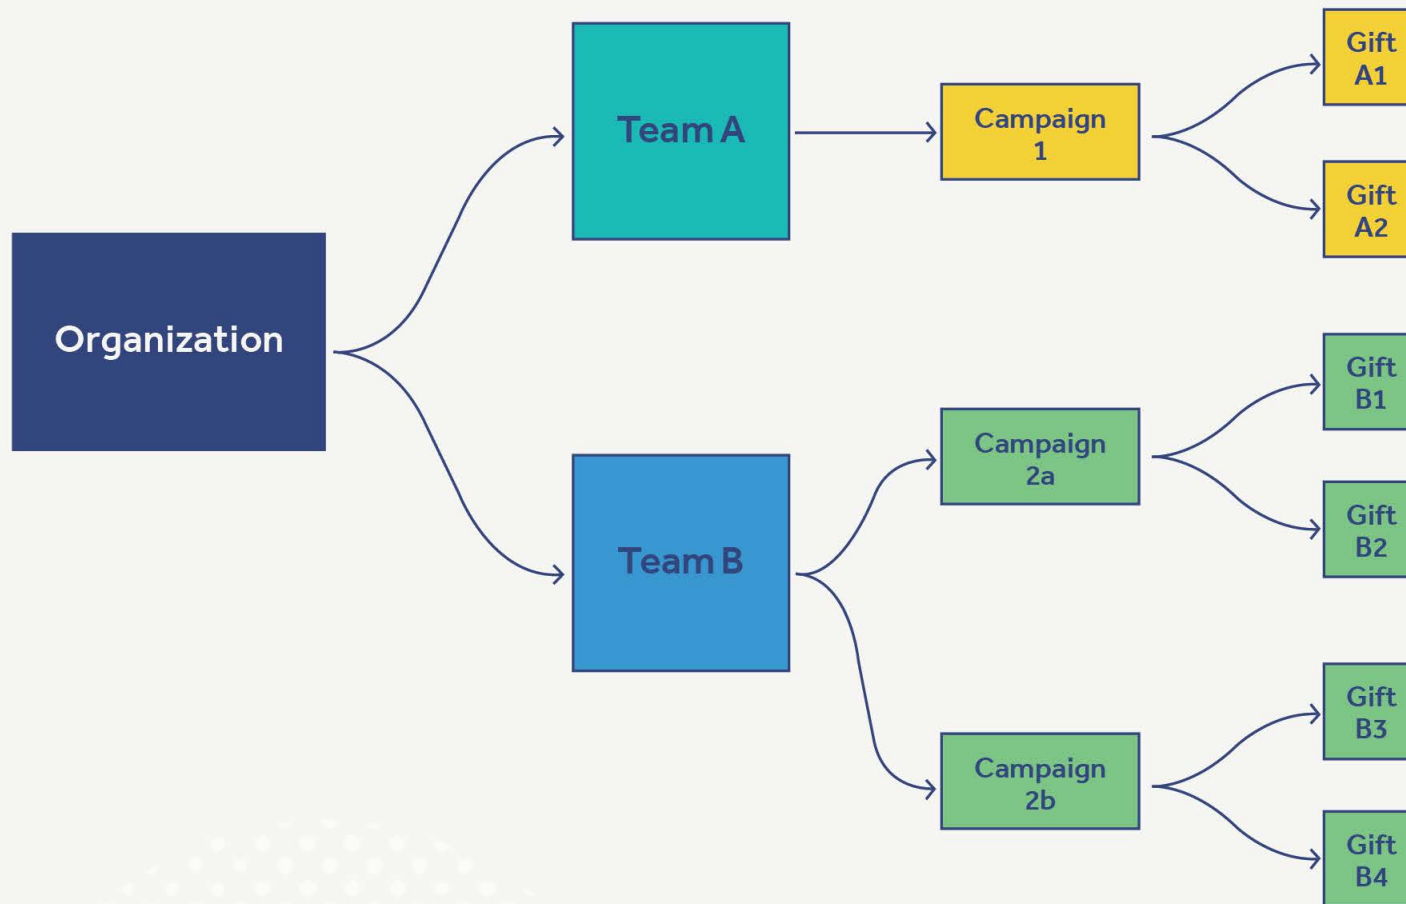 Organization
Team A
Campaign
1
Gift
A1
Gift
A2
Team B
Campaign
2a
Gift
B1
Gift
B2
Campaign
2b
Gift
B3
Gift
B4